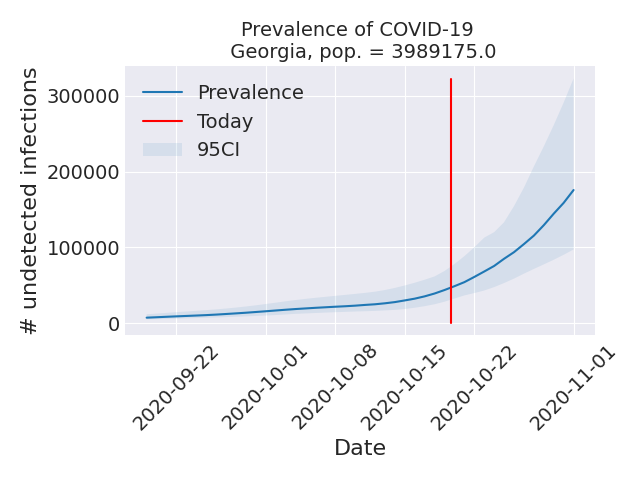 Prevalence of COVID-19
Georgia, pop. = 3989175.0
# undetected infections
300000
200000
100000
0
Prevalence
Today
95CI
2020-09-22
2020-10-01
2020-10-08
2020-10-15
2020-10-22
2020-11-01
Date